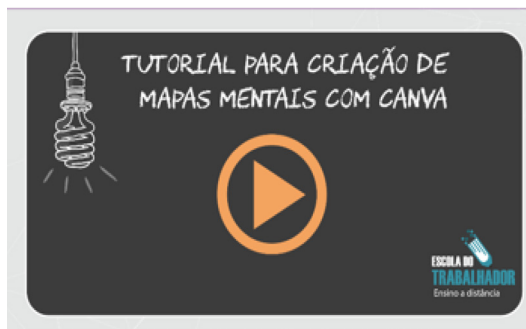 TUTORIAL PARA CRIAÇÃO DE
MAPAS MENTAIS COM CANVA
ESCOLA DO
TRABALHADOR
Ensino a distância